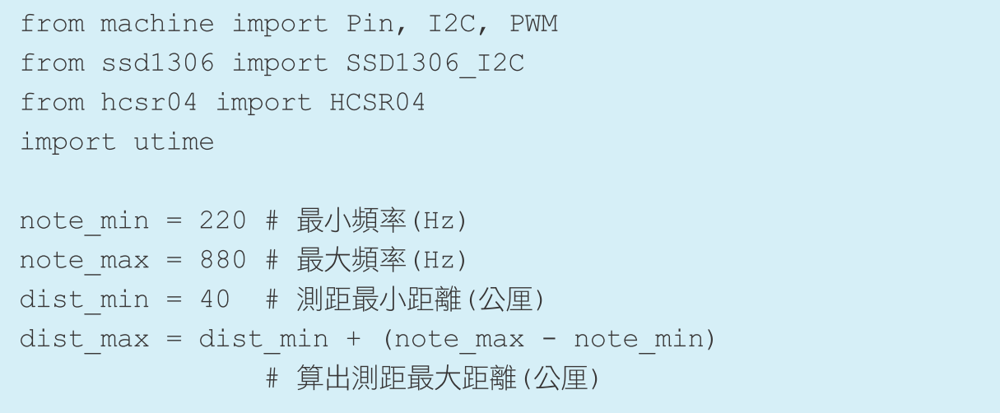 from machine import Pin, I2C, PWM
from ssd1306 import SSD1306_I2C
from hcsr04 import HCSR04
import utime

note_min = 220 # 最小頻率(Hz)
note_max = 880 # 最大頻率(Hz)
dist_min = 40  # 測距最小距離(公厘)
dist_max = dist_min + (note_max - note_min)
               # 算出測距最大距離(公厘)